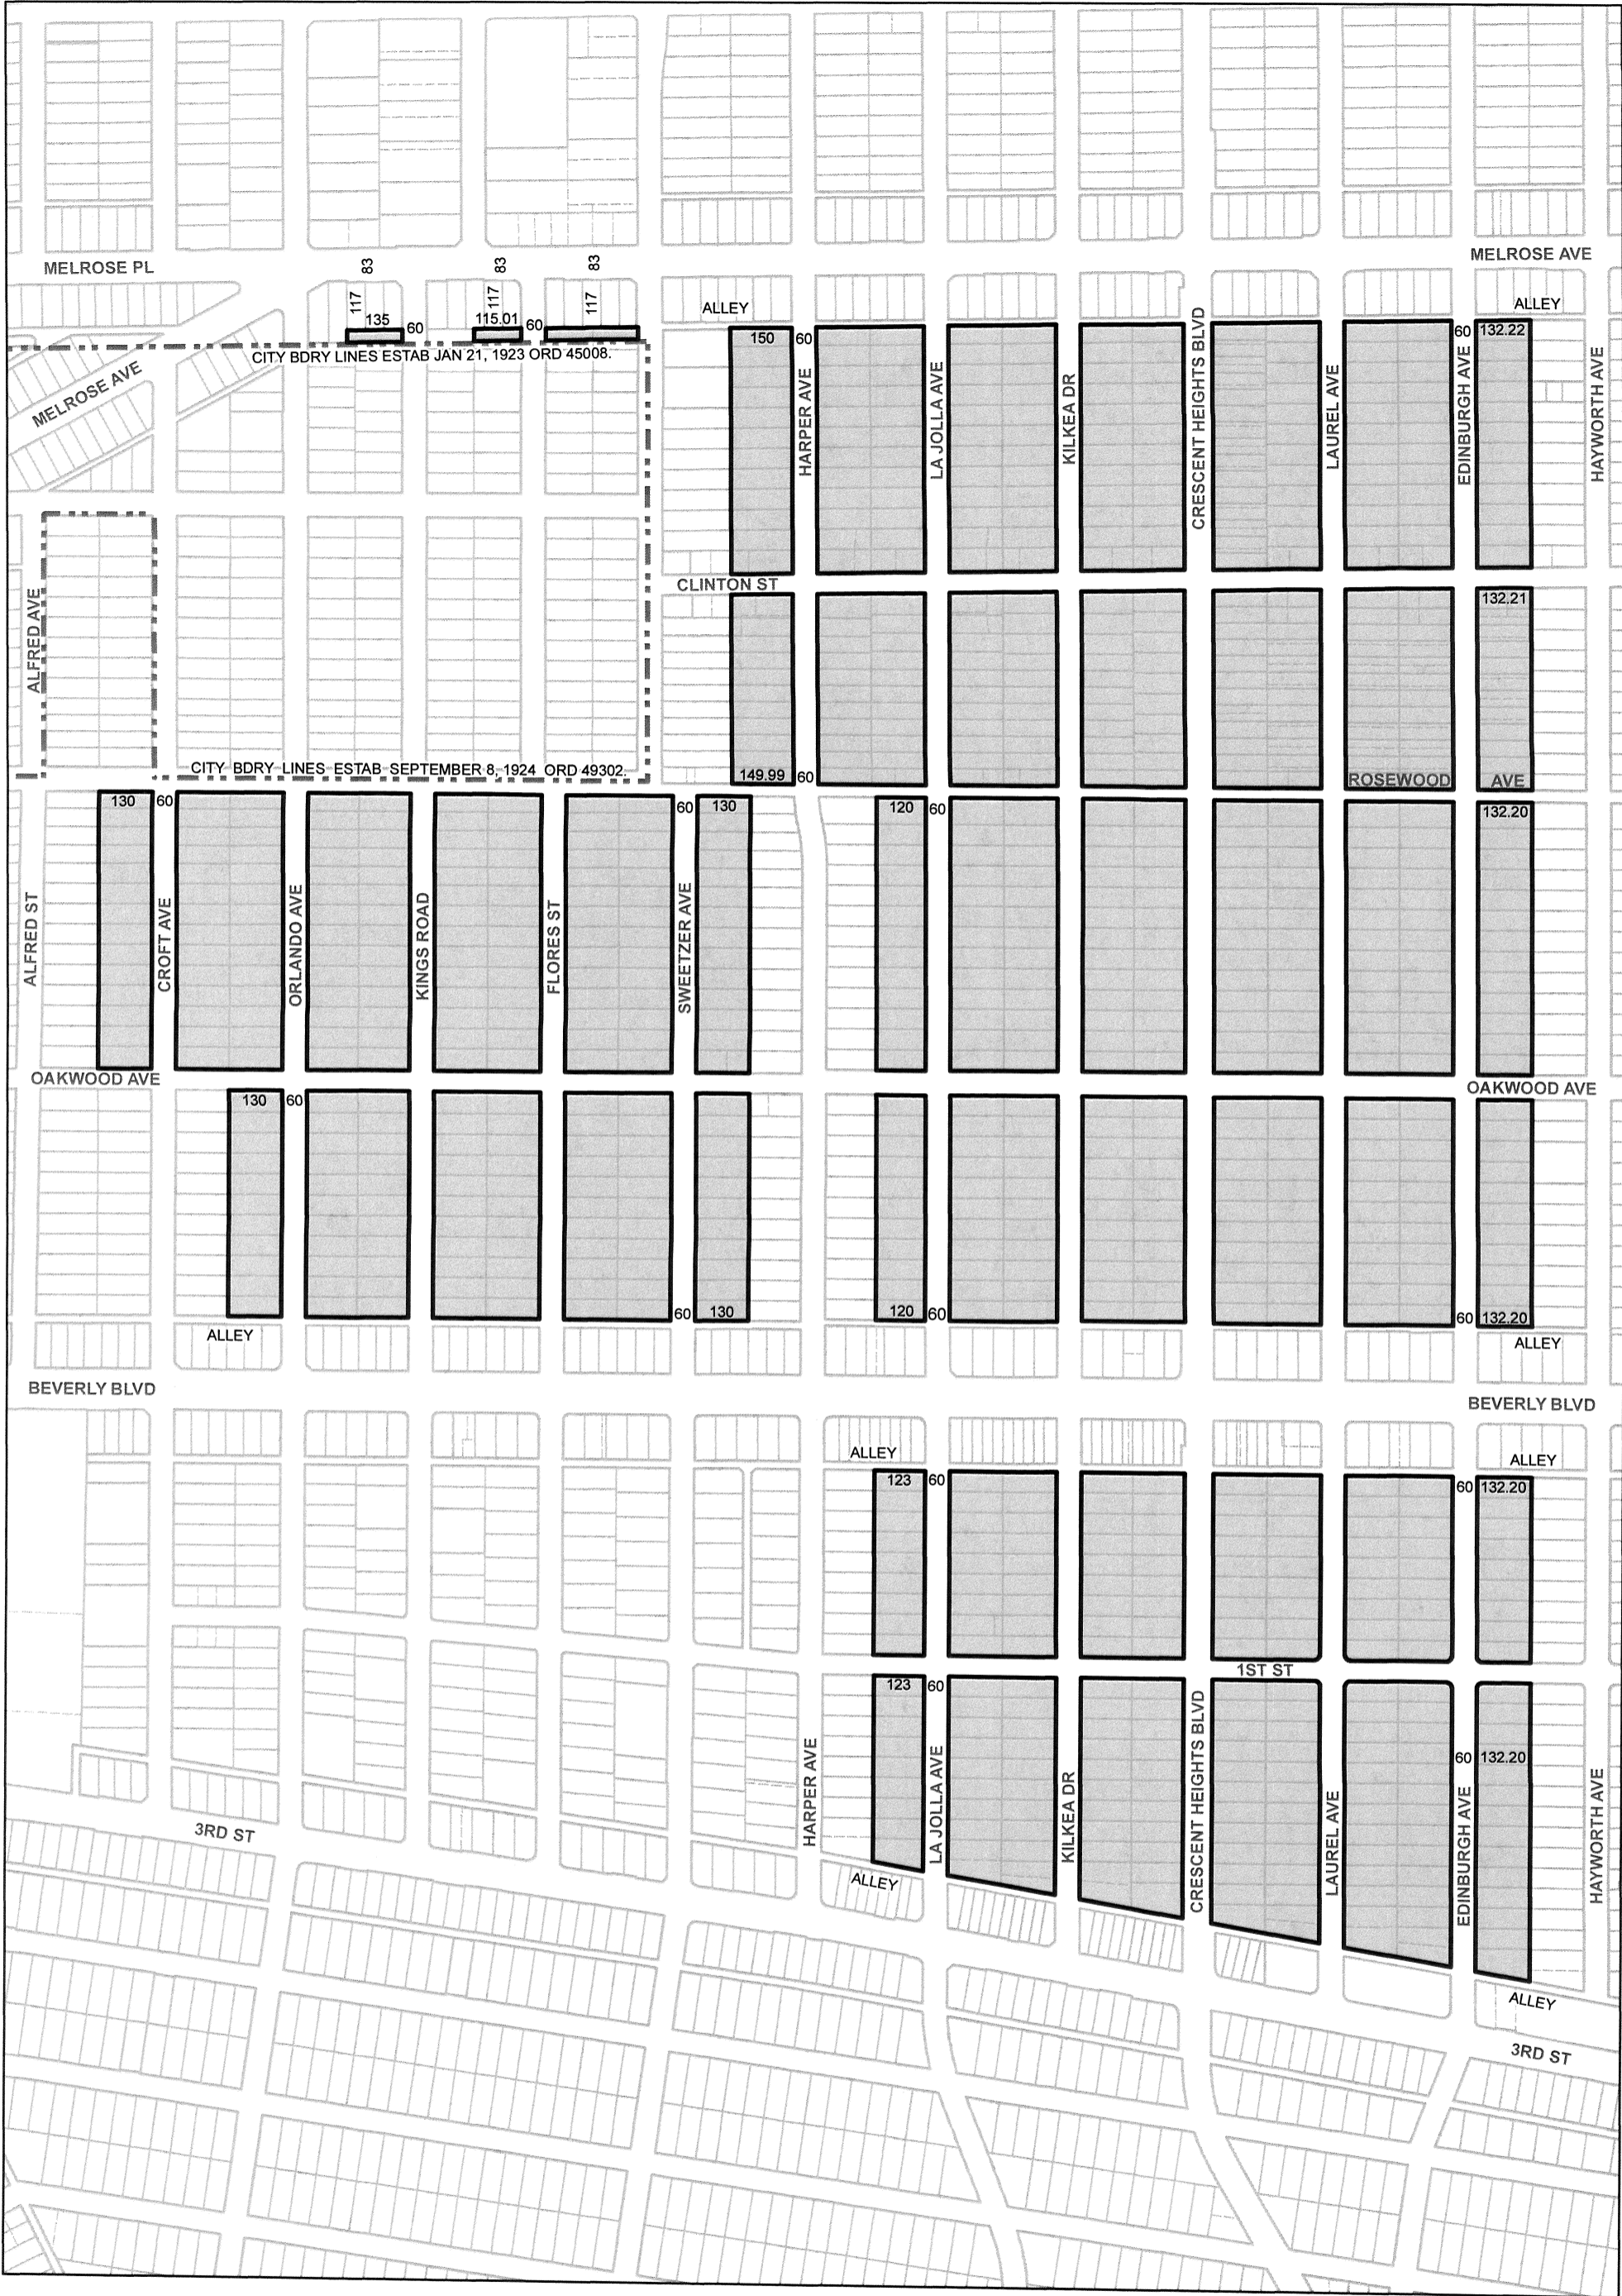 MELROSE PL
MELROSE AVE
83
83
83
117
117
117
135
60
115.01
60
ALLEY
ALLEY
CITY BDRY LINES ESTAB JAN 21, 1923 ORD 45008.
MELROSE AVE
150
60
60
132.22
HARPER AVE
LA JOLLA AVE
KILKEA DR
CRESCENT HEIGHTS BLVD
LAUREL AVE
EDINBURGH AVE
HAYWORTH AVE
CLINTON ST
132.21
ALFRED AVE
CITY BDRY LINES ESTAB SEPTEMBER 8, 1924 ORD 49302.
149.99
60
ROSEWOOD AVE
130
60
60
130
120
60
132.20
ALFRED ST
CROFT AVE
ORLANDO AVE
KINGS ROAD
FLORES ST
SWEETZER AVE
OAKWOOD AVE
OAKWOOD AVE
130
60
60
130
120
60
60
132.20
ALLEY
ALLEY
BEVERLY BLVD
BEVERLY BLVD
ALLEY
ALLEY
123
60
60
132.20
1ST ST
123
60
60
132.20
HARPER AVE
LA JOLLA AVE
KILKEA DR
CRESCENT HEIGHTS BLVD
LAUREL AVE
EDINBURGH AVE
HAYWORTH AVE
3RD ST
ALLEY
ALLEY
3RD ST